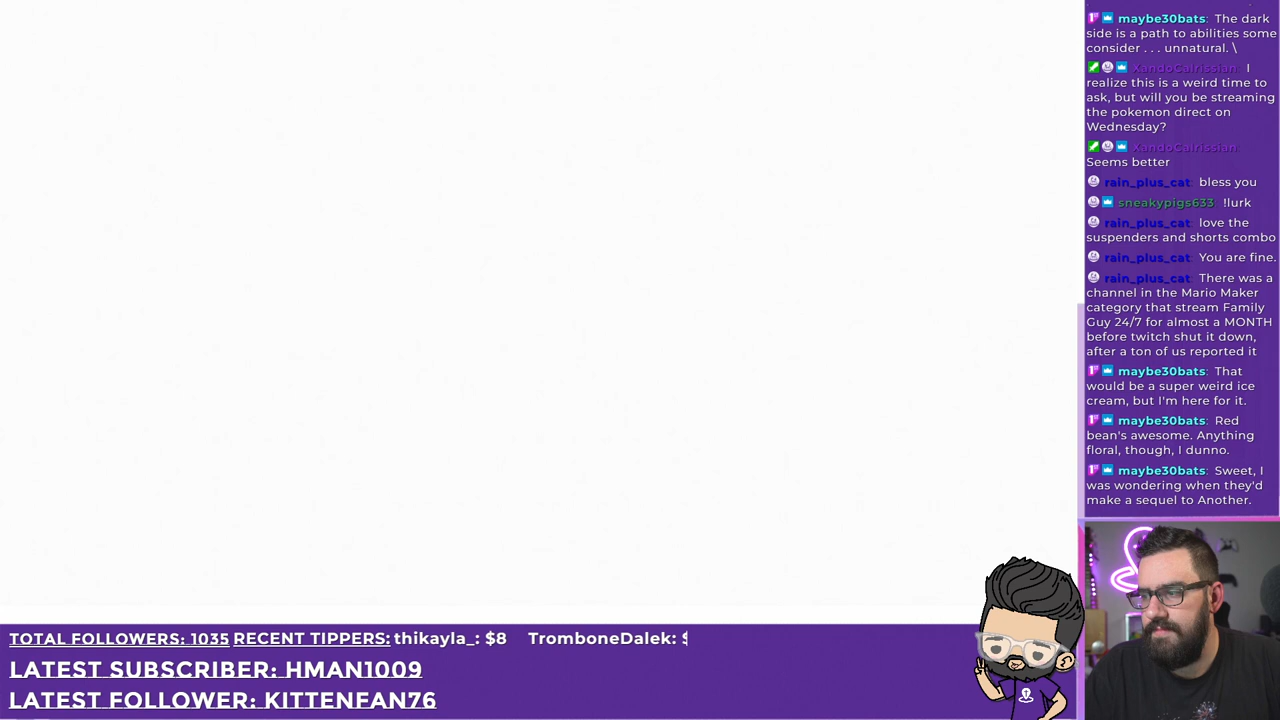 maybe30bats: The dark
side is a path to abilities some
consider . . . unnatural. \
XandoCalrissian: I
realize this is a weird time to
ask, but will you be streaming
the pokemon direct on
Wednesday?
XandoCalrissian:
Seems better
rain_plus_cat: bless you
sneakypigs633 !lurk
rain_plus_cat: love the
suspenders and shorts combo
rain_plus_cat: You are fine.
rain_plus_cat: There was a
channel in the Mario Maker
category that stream Family
Guy 24/7 for almost a MONTH
before twitch shut it down,
after a ton of us reported it
maybe30bats: That
would be a super weird ice
cream, but I'm here for it.
maybe30bats: Red
bean's awesome. Anything
floral, though, I dunno.
maybe30bats: Sweet, I
was wondering when they'd
make a sequel to Another.
TOTAL FOLLOWERS: 1035 RECENT TIPPERS: thikayla_: $8 TromboneDalek: $
LATEST SUBSCRIBER: HMAN1009
LATEST FOLLOWER: KITTENFAN76